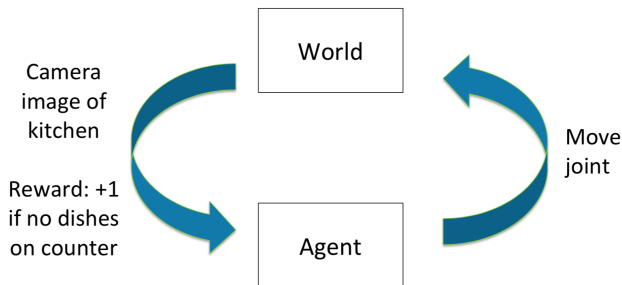 World
Camera
image of
kitchen
Reward: +1
if no dishes
on counter
Move
joint
Agent